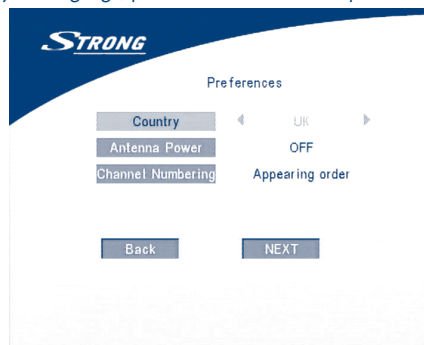 STRONG
Preferences
Country UK
Antenna Power OFF
Channel Numbering Appearing order
Back NEXT